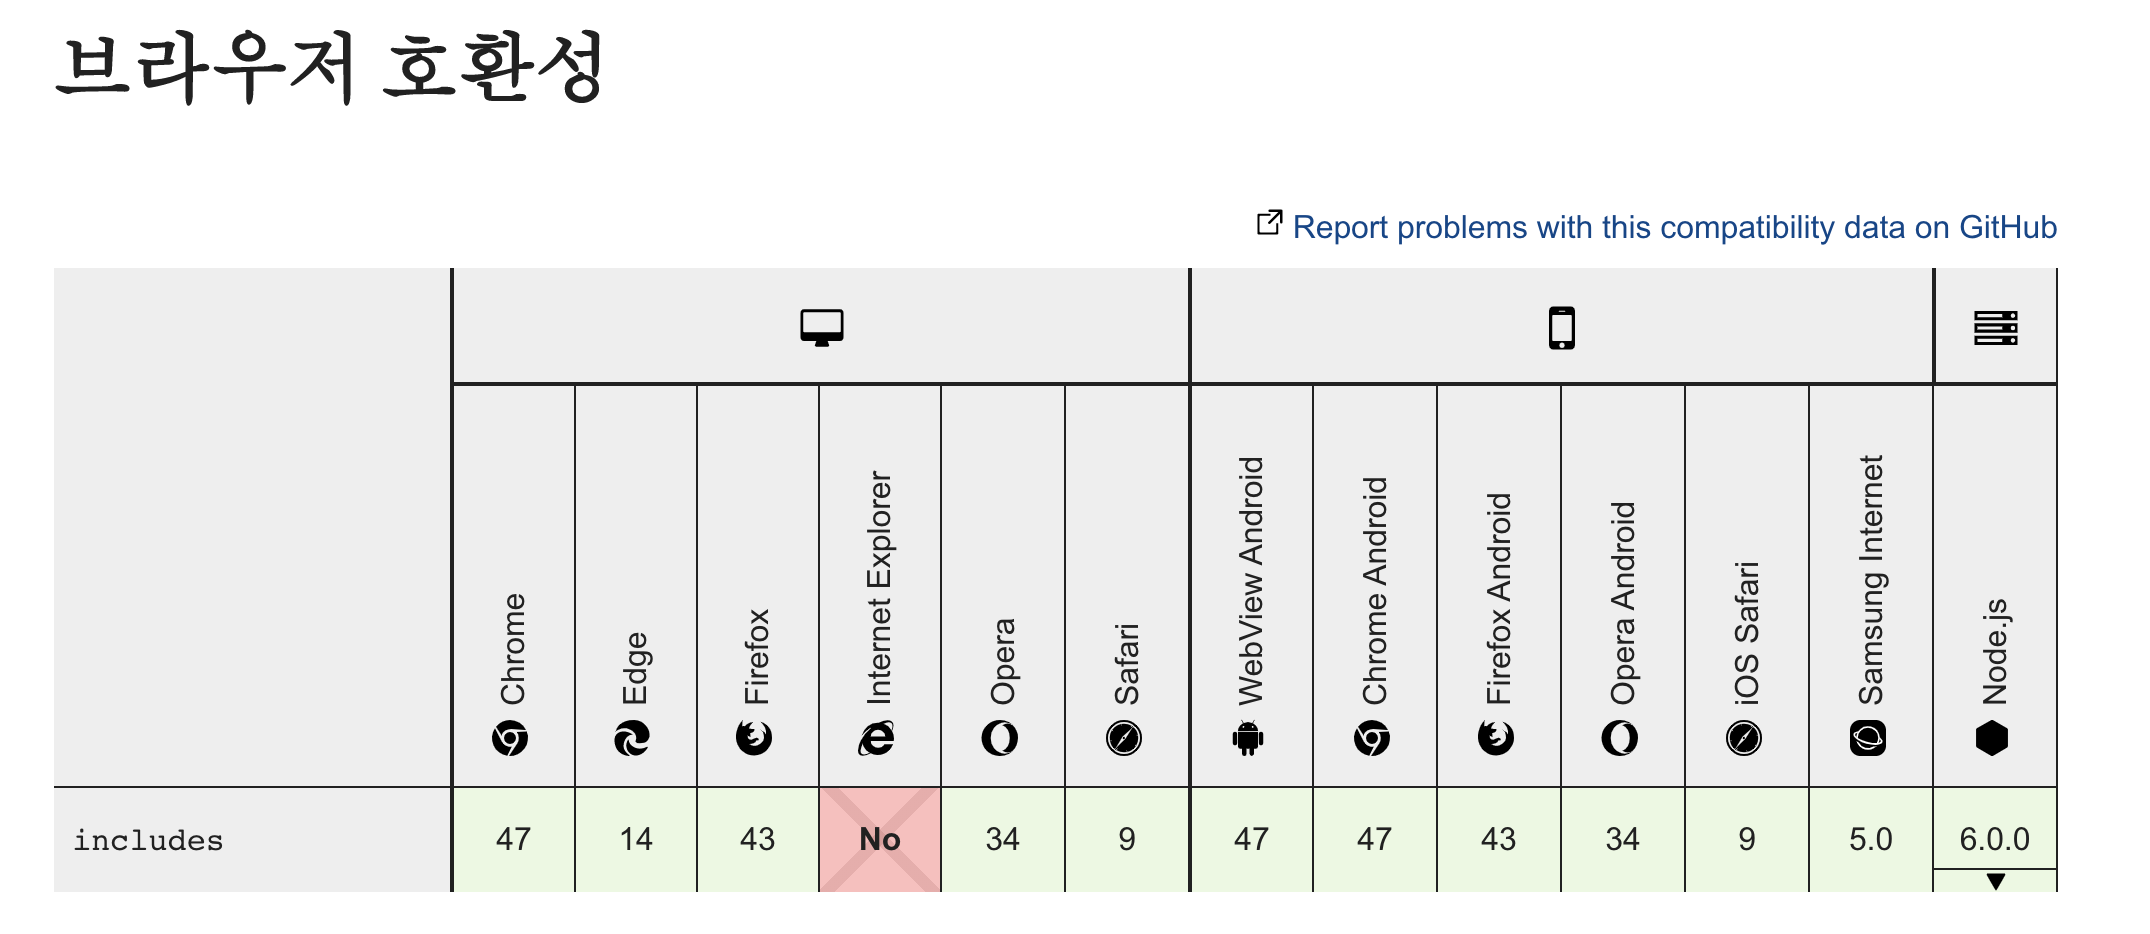 브라우저 호환성
Report problems with this compatibility data on GitHub
Chrome
Edge
Firefox
Internet Explorer
Opera
Safari
WebView Android
Chrome Android
Firefox Android
Opera Android
iOS Safari
Samsung Internet
Node.js
includes 47 14 43 No 34 9 47 47 43 34 9 5.0 6.0.0